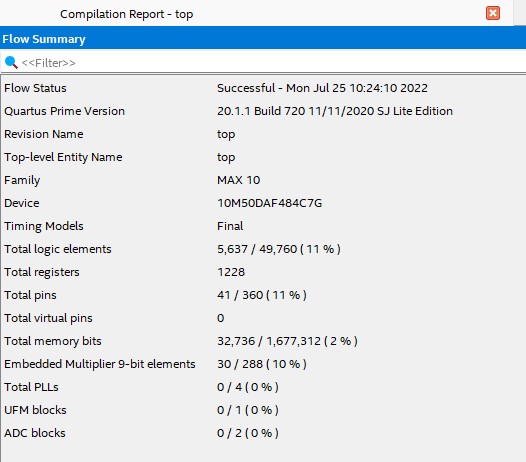 Compilation Report - top
Flow Summary
<<Filter>>
Flow Status Successful - Mon Jul 25 10:24:10 2022
Quartus Prime Version 20.1.1 Build 720 11/11/2020 SJ Lite Edition
Revision Name top
Top-level Entity Name top
Family MAX 10
Device 10M50DAF484C7G
Timing Models Final
Total logic elements 5,637 / 49,760 ( 11 % )
Total registers 1228
Total pins 41 / 360 ( 11 % )
Total virtual pins 0
Total memory bits 32,736 / 1,677,312 ( 2 % )
Embedded Multiplier 9-bit elements 30 / 288 ( 10 % )
Total PLLs 0 / 4 ( 0 % )
UFM blocks 0 / 1 ( 0 % )
ADC blocks 0 / 2 ( 0 % )